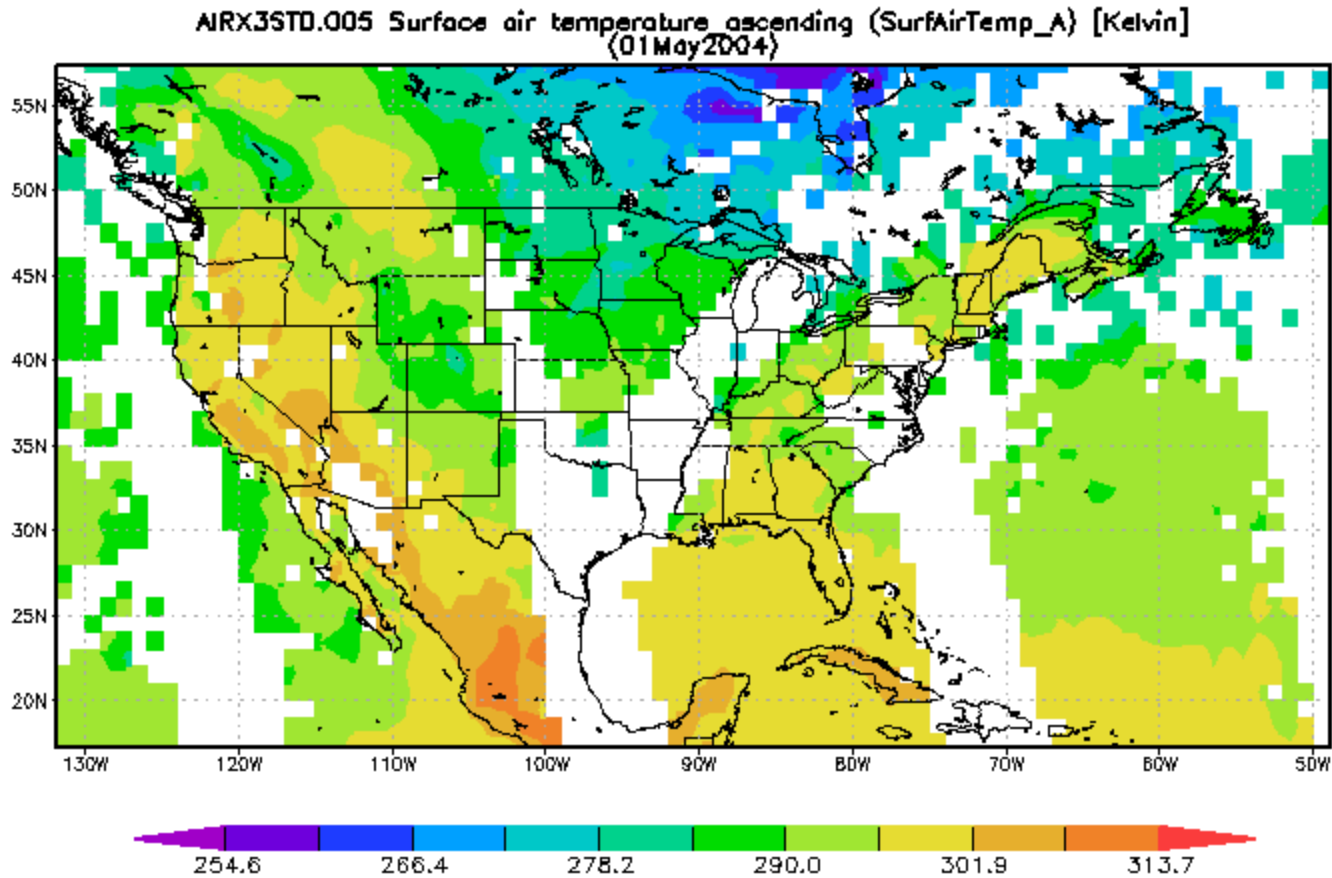 AIRX3STD.005 Surface air temperature ascending (SurfAirTemp_A) [Kelvin]
(01May2004)
55N
50N
45N
40N
35N
30N
25N
20N
130W 120W 110W 100W 90W 80W 70W 60W 50W
254.6 266.4 278.2 290.0 301.9 313.7